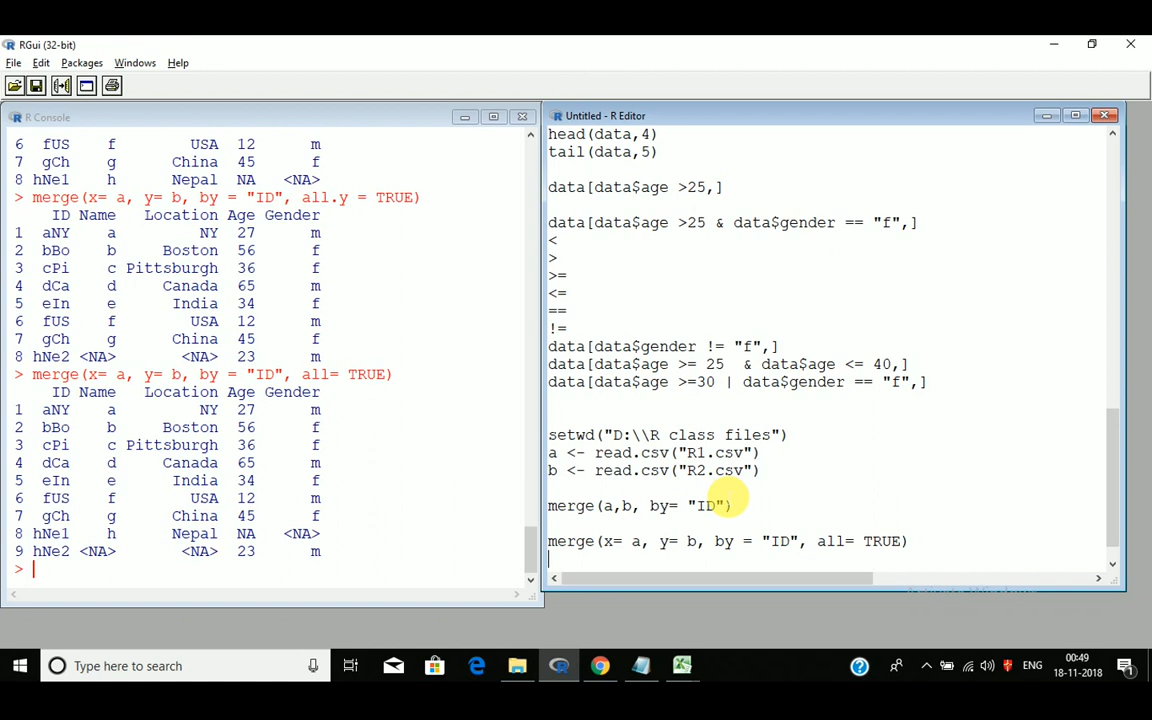 RGui (32-bit)
File Edit Packages Windows Help
R Console
6 fUS f USA 12 m
7 gCh g China 45 f
8 hNe1 h Nepal NA <NA>
> merge(x= a, y= b, by = "ID", all.y = TRUE)
ID Name Location Age Gender
1 aNY a NY 27 m
2 bBo b Boston 56 f
3 cPi c Pittsburgh 36 f
4 dCa d Canada 65 m
5 eIn e India 34 f
6 fUS f USA 12 m
7 gCh g China 45 f
8 hNe2 <NA> <NA> 23 m
> merge(x= a, y= b, by = "ID", all= TRUE)
ID Name Location Age Gender
1 aNY a NY 27 m
2 bBo b Boston 56 f
3 cPi c Pittsburgh 36 f
4 dCa d Canada 65 m
5 eIn e India 34 f
6 fUS f USA 12 m
7 gCh g China 45 f
8 hNe1 h Nepal NA <NA>
9 hNe2 <NA> <NA> 23 m
>
Untitled - R Editor
head(data,4)
tail(data,5)
data[data$age >25,]
data[data$age >25 & data$gender == "f",]
<
>
>=
<=
==
!=
data[data$gender != "f",]
data[data$age >= 25 & data$age <= 40,]
data[data$age >=30 | data$gender == "f",]
setwd("D:\\R class files")
a <- read.csv("R1.csv")
b <- read.csv("R2.csv")
merge(a,b, by= "ID")
merge(x= a, y= b, by = "ID", all= TRUE)
Type here to search
ENG
00:49
18-11-2018